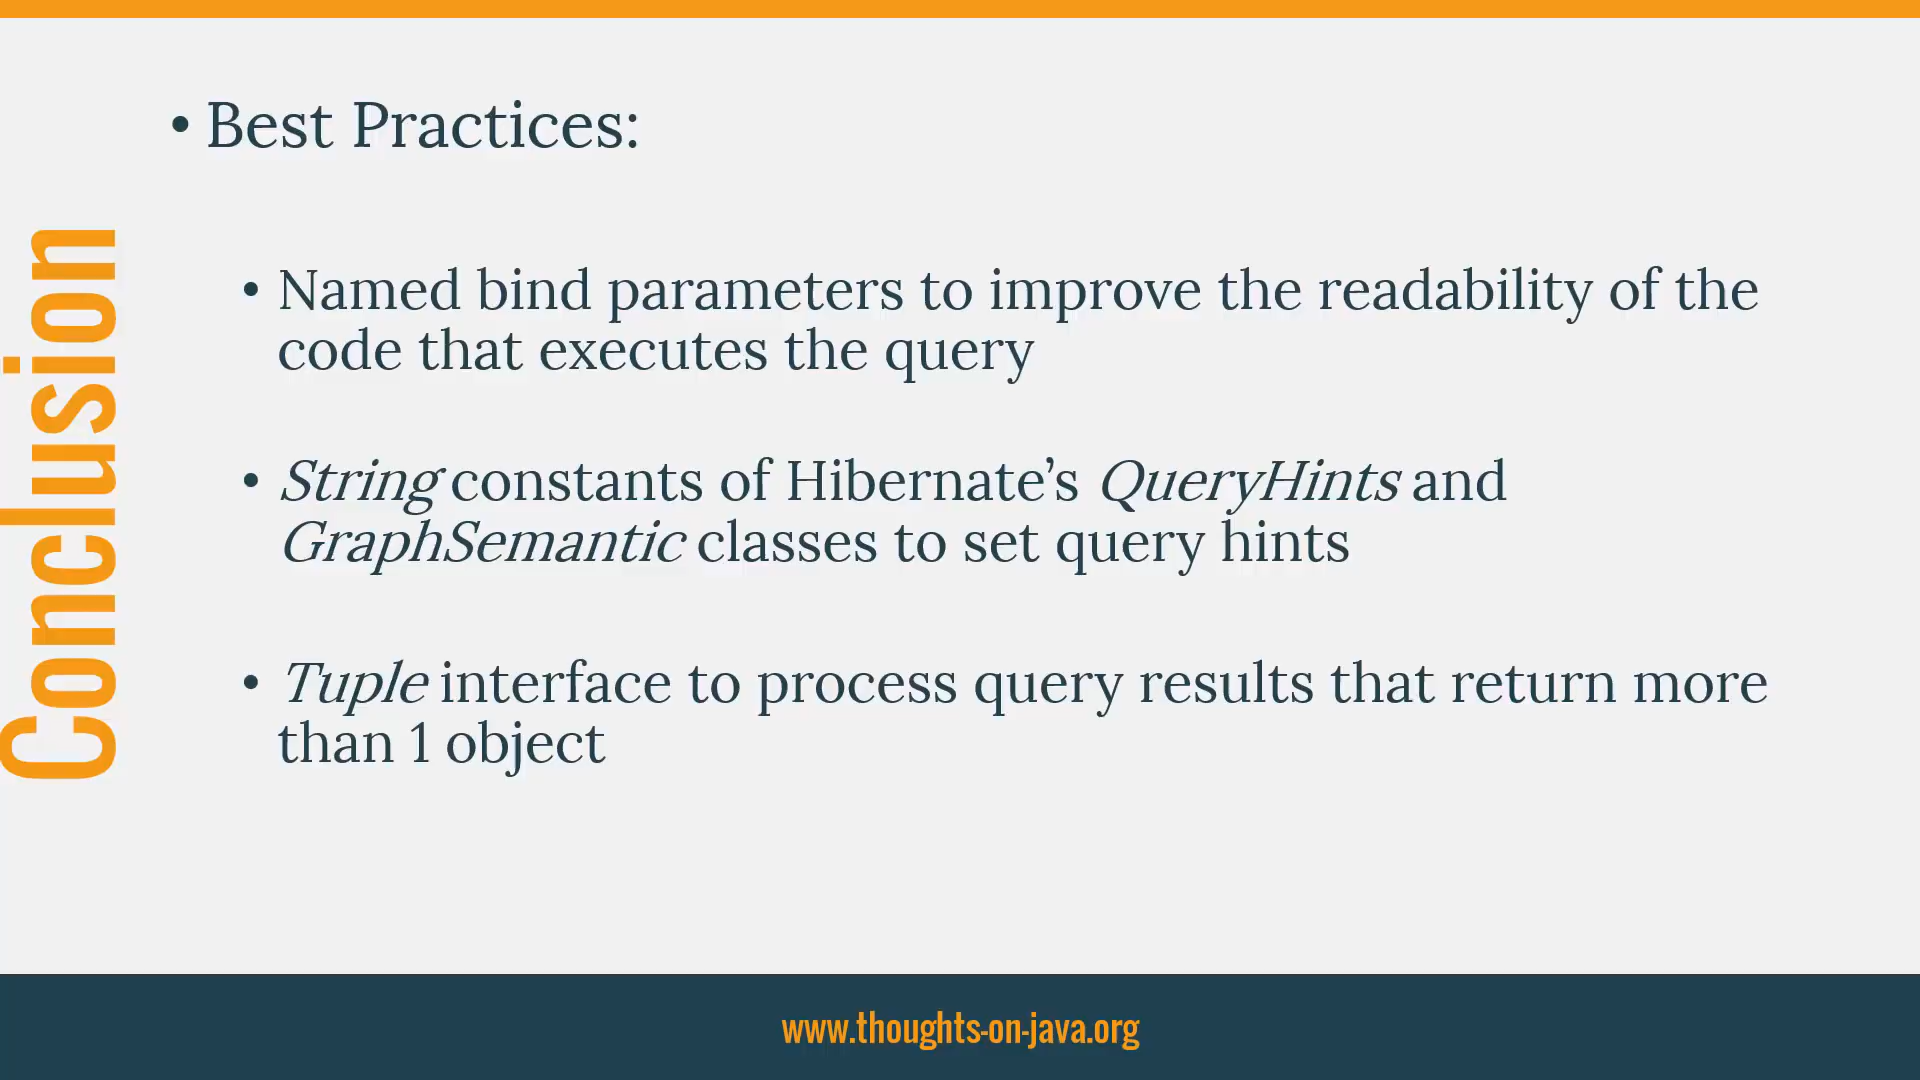 Conclusion
• Best Practices:
• Named bind parameters to improve the readability of the
code that executes the query
• String constants of Hibernate’s QueryHints and
GraphSemantic classes to set query hints
• Tuple interface to process query results that return more
than 1 object
www.thoughts-on-java.org